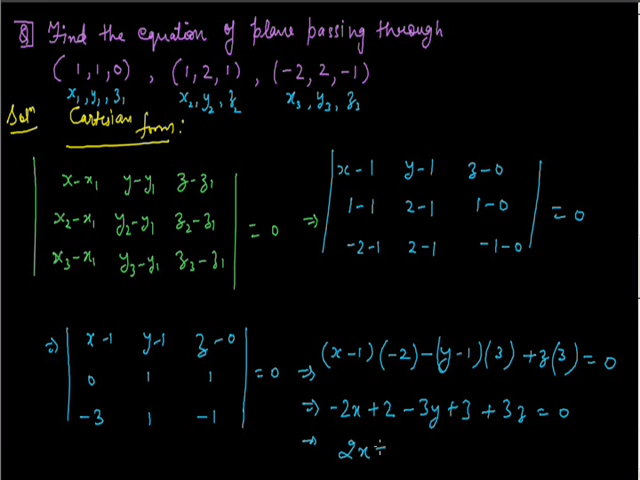 Q Find the equation of plane passing through
(1, 1, 0) , (1, 2, 1) , (-2, 2, -1)
x₁, y₁, z₁ x₂, y₂, z₂ x₃, y₃, z₃
Solⁿ Cartesian form:
| x-x₁ y-y₁ z-z₁ |
| x₂-x₁ y₂-y₁ z₂-z₁ | = 0
| x₃-x₁ y₃-y₁ z₃-z₁ |
⇒ | x-1 y-1 z-0 |
| 1-1 2-1 1-0 | = 0
| -2-1 2-1 -1-0 |
⇒ | x-1 y-1 z-0 |
| 0 1 1 | = 0
| -3 1 -1 |
⇒ (x-1)(-2) - (y-1)(3) + z(3) = 0
⇒ -2x + 2 - 3y + 3 + 3z = 0
⇒ 2x